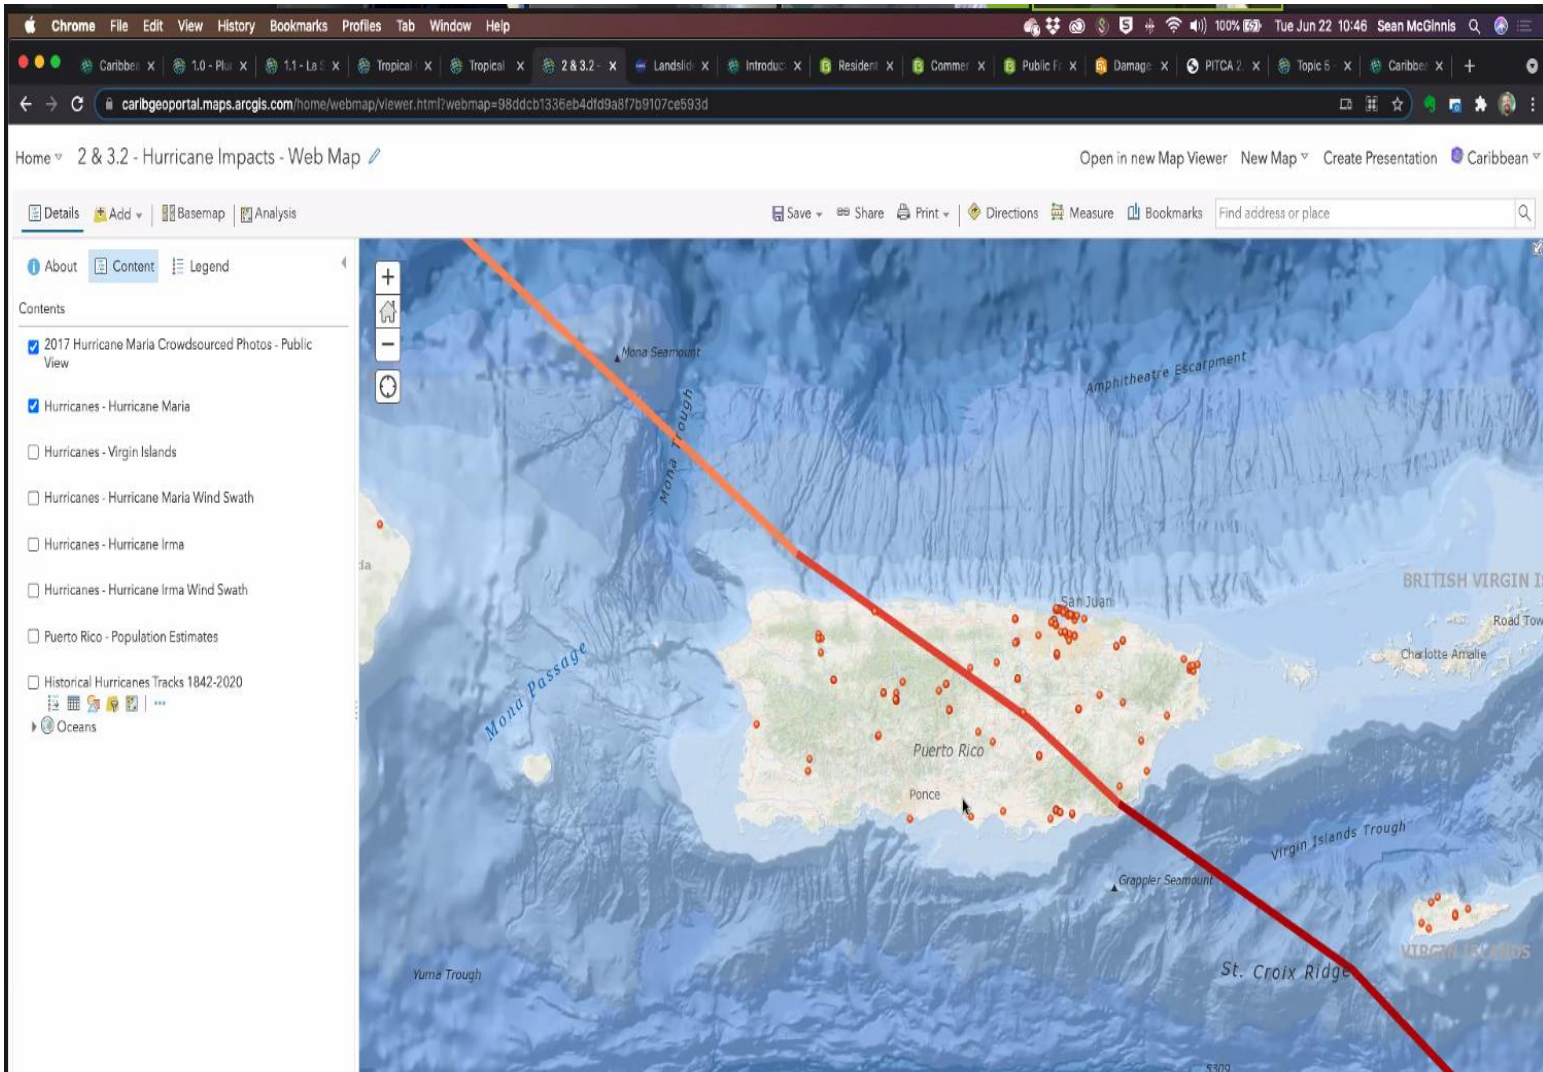 Chrome File Edit View History Bookmarks Profiles Tab Window Help
100% Tue Jun 22 10:46 Sean McGinnis
Caribbe
1.0 - Plu
1.1 - La S
Tropical
Tropical
2 & 3.2 -
Landslid
Introduc
Resident
Commer
Public Fr
Damage
PITCA 2.
Topic 5 -
Caribbe
caribgeoportal.maps.arcgis.com/home/webmap/viewer.html?webmap=98ddcb1336eb4dfd9a8f7b9107ce593d
Home 2 & 3.2 - Hurricane Impacts - Web Map
Open in new Map Viewer New Map Create Presentation Caribbean
Details Add Basemap Analysis
Save Share Print Directions Measure Bookmarks Find address or place
About Content Legend
Contents
2017 Hurricane Maria Crowdsourced Photos - Public
View
Hurricanes - Hurricane Maria
Hurricanes - Virgin Islands
Hurricanes - Hurricane Maria Wind Swath
Hurricanes - Hurricane Irma
Hurricanes - Hurricane Irma Wind Swath
Puerto Rico - Population Estimates
Historical Hurricanes Tracks 1842-2020
Oceans
Mona Seamount
Amphitheatre Escarpment
Mona Trough
da
BRITISH VIRGIN I
San Juan
Road Tow
Charlotte Amalie
Mona Passage
Puerto Rico
Ponce
Virgin Islands Trough
Grappler Seamount
VIRGIN ISLANDS
St. Croix Ridge
Yuma Trough
5309